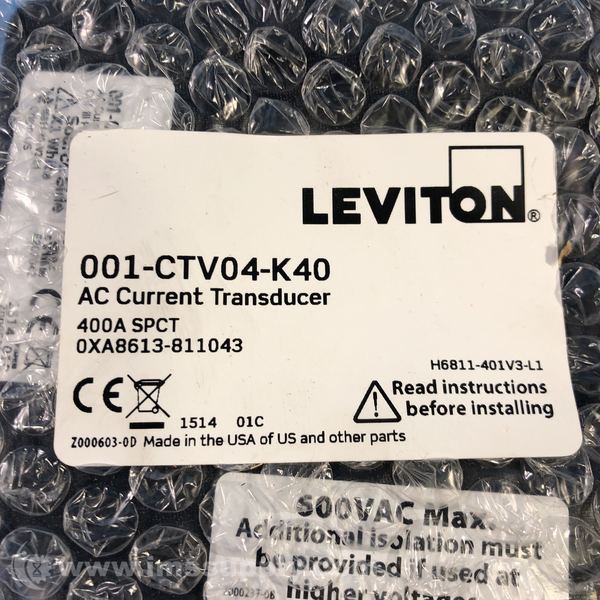 LEVITON®
001-CTV04-K40
AC Current Transducer
400A SPCT
0XA8613-811043
H6811-401V3-L1
CE
Read instructions
before installing
1514 01C
Z000603-0D Made in the USA of US and other parts
600VAC Max.
Additional isolation must
be provided if used at
higher voltages